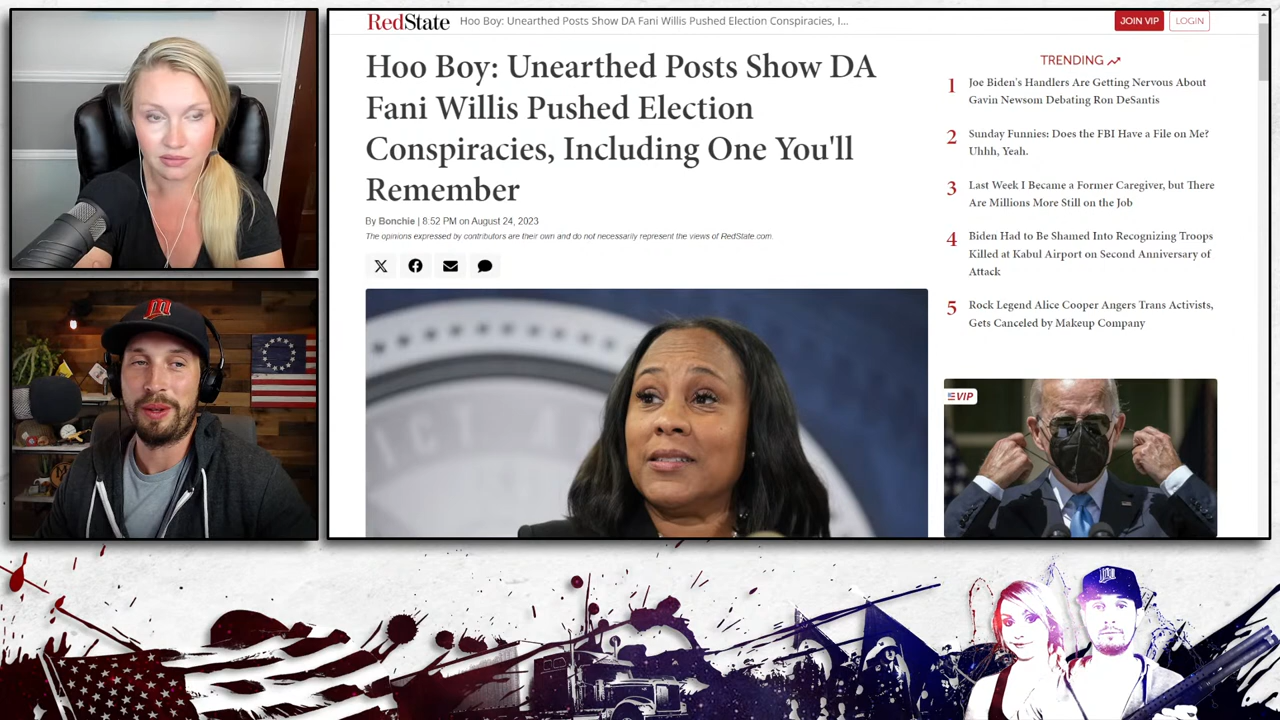 RedState
Hoo Boy: Unearthed Posts Show DA Fani Willis Pushed Election Conspiracies, I...
JOIN VIP
LOGIN
Hoo Boy: Unearthed Posts Show DA
Fani Willis Pushed Election
Conspiracies, Including One You'll
Remember
By Bonchie | 8:52 PM on August 24, 2023
The opinions expressed by contributors are their own and do not necessarily represent the views of RedState.com.
TRENDING
1
Joe Biden's Handlers Are Getting Nervous About
Gavin Newsom Debating Ron DeSantis
2
Sunday Funnies: Does the FBI Have a File on Me?
Uhhh, Yeah.
3
Last Week I Became a Former Caregiver, but There
Are Millions More Still on the Job
4
Biden Had to Be Shamed Into Recognizing Troops
Killed at Kabul Airport on Second Anniversary of
Attack
5
Rock Legend Alice Cooper Angers Trans Activists,
Gets Canceled by Makeup Company
VIP